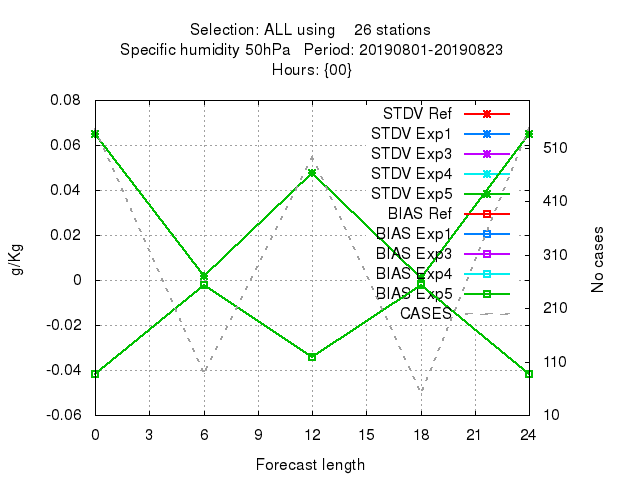 Selection: ALL using    26 stations
Specific humidity 50hPa   Period: 20190801-20190823
Hours: {00}
0.08
0.06
0.04
0.02
0
-0.02
-0.04
-0.06
g/Kg
STDV Ref
STDV Exp1
STDV Exp3
STDV Exp4
STDV Exp5
BIAS Ref
BIAS Exp1
BIAS Exp3
BIAS Exp4
BIAS Exp5
CASES
510
410
310
210
110
10
No cases
0 3 6 9 12 15 18 21 24
Forecast length